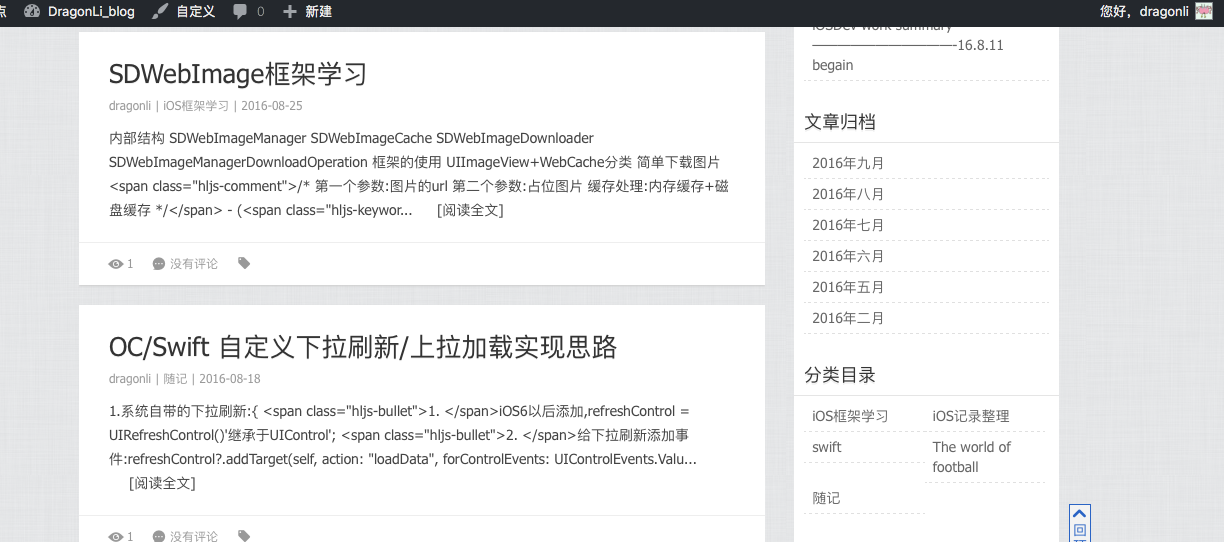 点 DragonLi_blog 自定义 0 新建 您好，dragonli
SDWebImage框架学习
dragonli | iOS框架学习 | 2016-08-25
内部结构 SDWebImageManager SDWebImageCache SDWebImageDownloader
SDWebImageManagerDownloadOperation 框架的使用 UIImageView+WebCache分类 简单下载图片
<span class="hljs-comment">/* 第一个参数:图片的url 第二个参数:占位图片 缓存处理:内存缓存+磁
盘缓存 */</span> - (<span class="hljs-keywor... [阅读全文]
1 没有评论
OC/Swift 自定义下拉刷新/上拉加载实现思路
dragonli | 随记 | 2016-08-18
1.系统自带的下拉刷新:{ <span class="hljs-bullet">1. </span>iOS6以后添加,refreshControl =
UIRefreshControl()'继承于UIControl'; <span class="hljs-bullet">2. </span>给下拉刷新添加事
件:refreshControl?.addTarget(self, action: "loadData", forControlEvents: UIControlEvents.Valu...
[阅读全文]
1 没有评论
iOSDev work summary
—————————-16.8.11
begain
文章归档
2016年九月
2016年八月
2016年七月
2016年六月
2016年五月
2016年二月
分类目录
iOS框架学习 iOS记录整理
swift The world of
football
随记
回